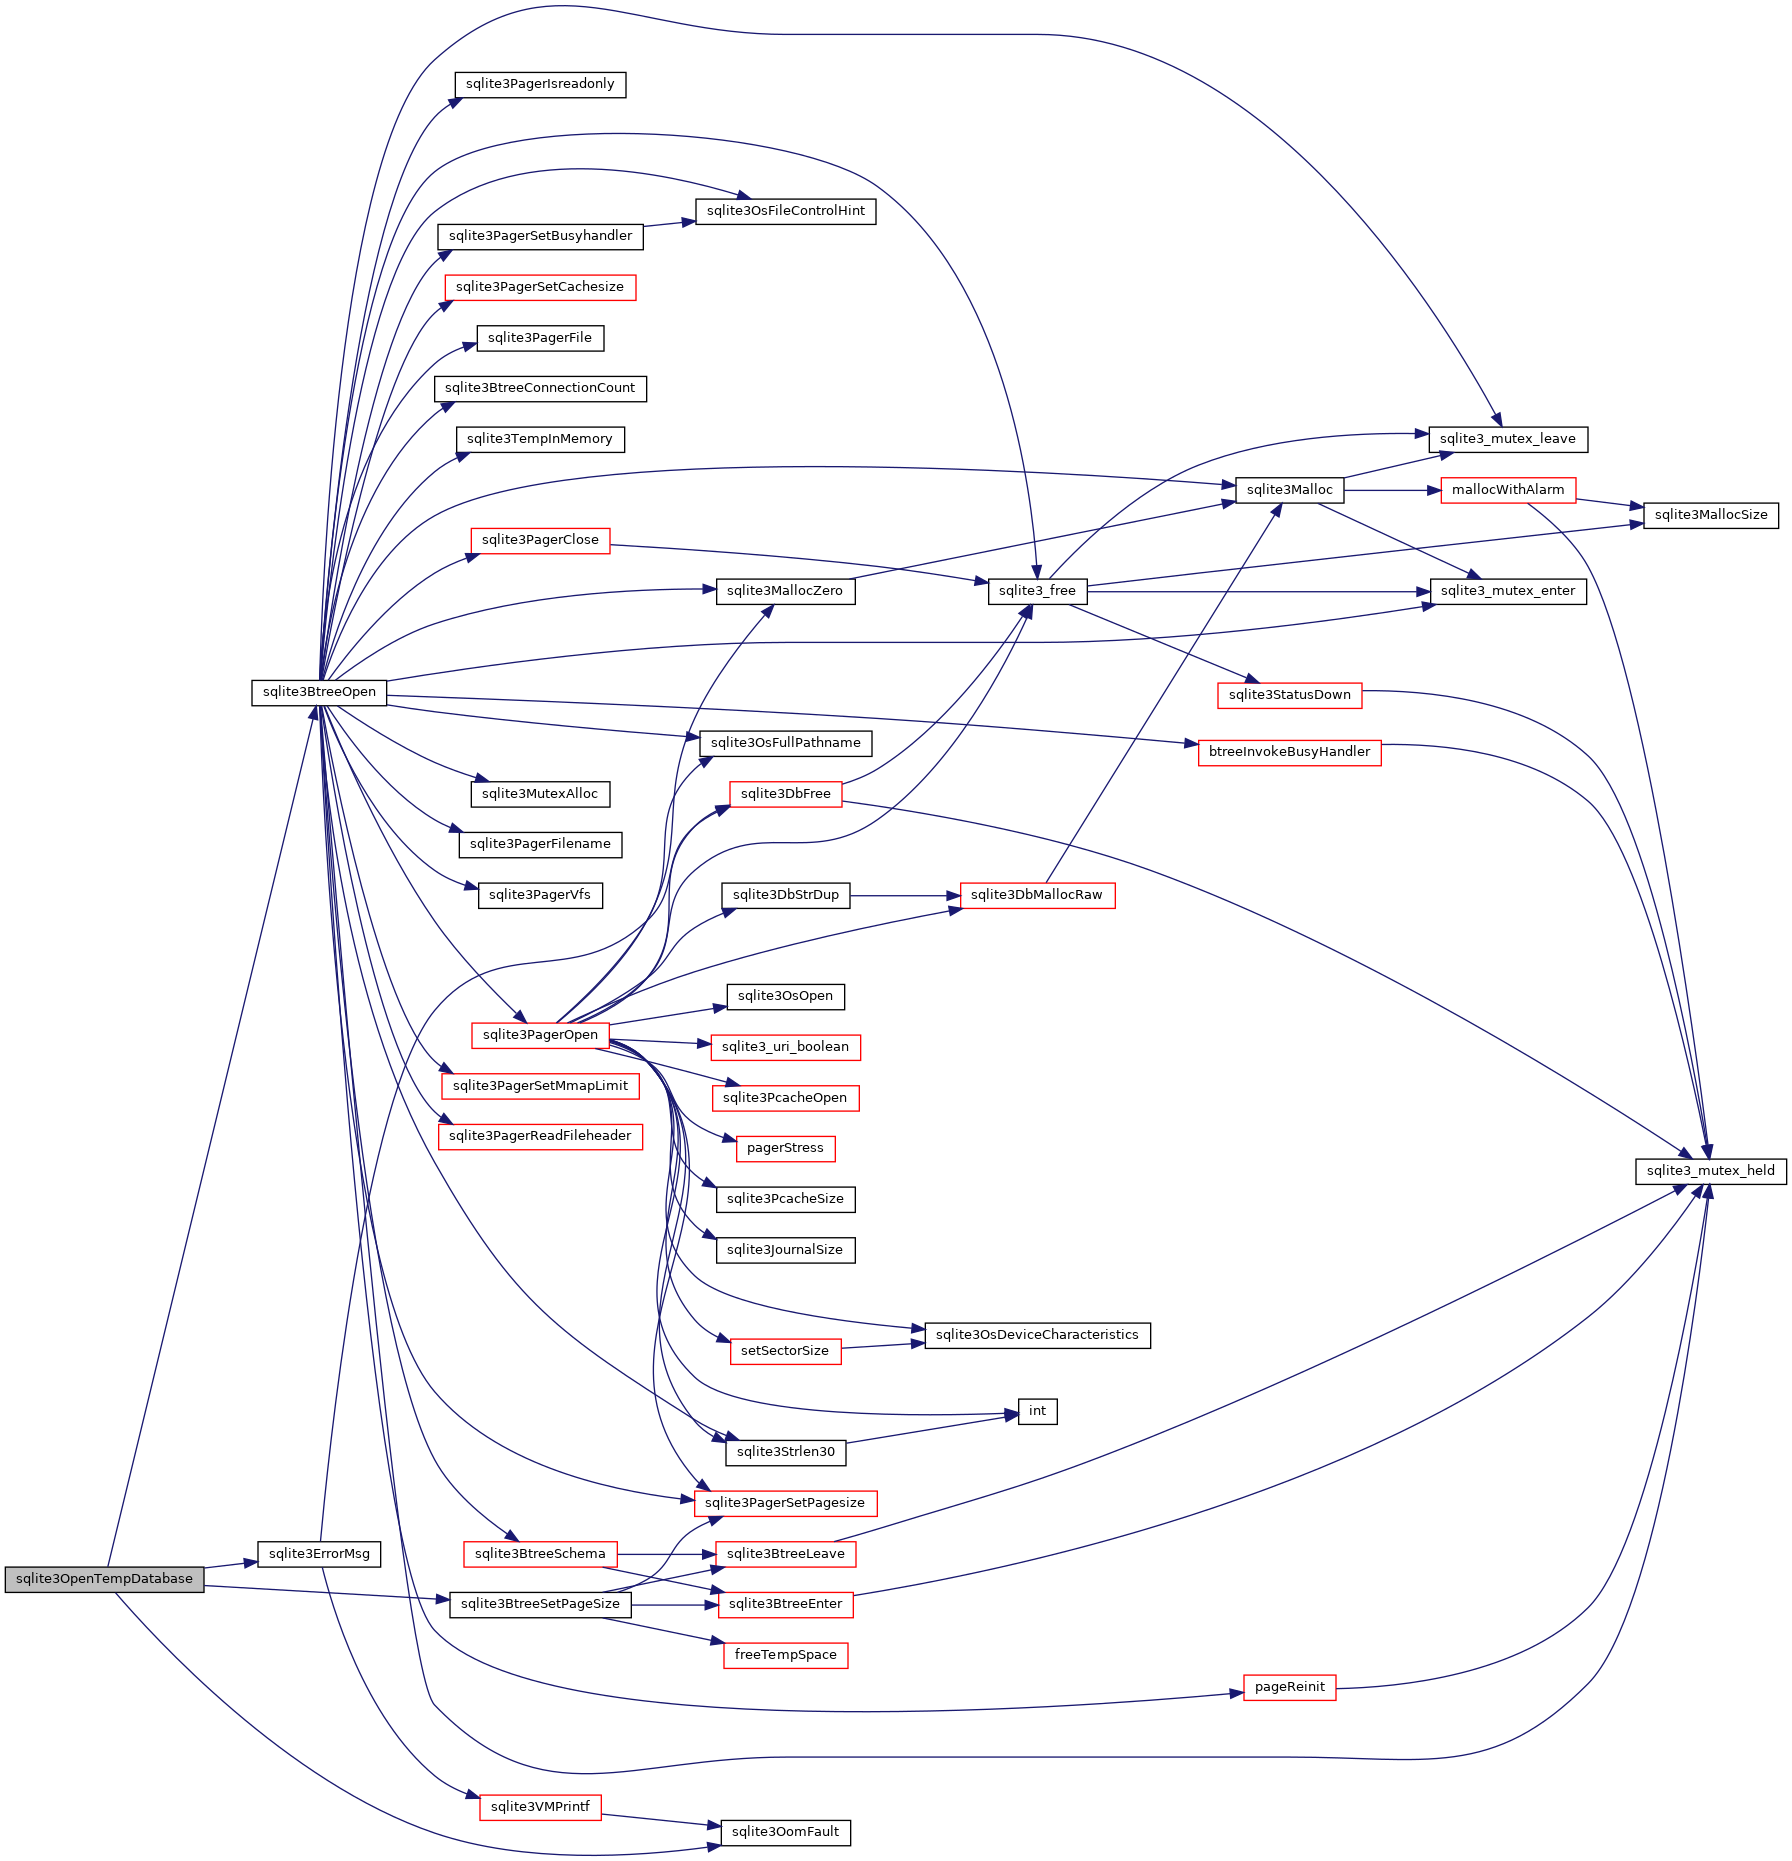 sqlite3PagerIsreadonly
sqlite3OsFileControlHint
sqlite3PagerSetBusyhandler
sqlite3PagerSetCachesize
sqlite3PagerFile
sqlite3BtreeConnectionCount
sqlite3TempInMemory
sqlite3_mutex_leave
sqlite3Malloc
mallocWithAlarm
sqlite3MallocSize
sqlite3PagerClose
sqlite3MallocZero
sqlite3_free
sqlite3_mutex_enter
sqlite3BtreeOpen
sqlite3StatusDown
sqlite3OsFullPathname
btreeInvokeBusyHandler
sqlite3MutexAlloc
sqlite3DbFree
sqlite3PagerFilename
sqlite3PagerVfs
sqlite3DbStrDup
sqlite3DbMallocRaw
sqlite3OsOpen
sqlite3PagerOpen
sqlite3_uri_boolean
sqlite3PagerSetMmapLimit
sqlite3PcacheOpen
sqlite3PagerReadFileheader
pagerStress
sqlite3_mutex_held
sqlite3PcacheSize
sqlite3JournalSize
sqlite3OsDeviceCharacteristics
setSectorSize
int
sqlite3Strlen30
sqlite3PagerSetPagesize
sqlite3ErrorMsg
sqlite3BtreeSchema
sqlite3BtreeLeave
sqlite3OpenTempDatabase
sqlite3BtreeSetPageSize
sqlite3BtreeEnter
freeTempSpace
pageReinit
sqlite3VMPrintf
sqlite3OomFault